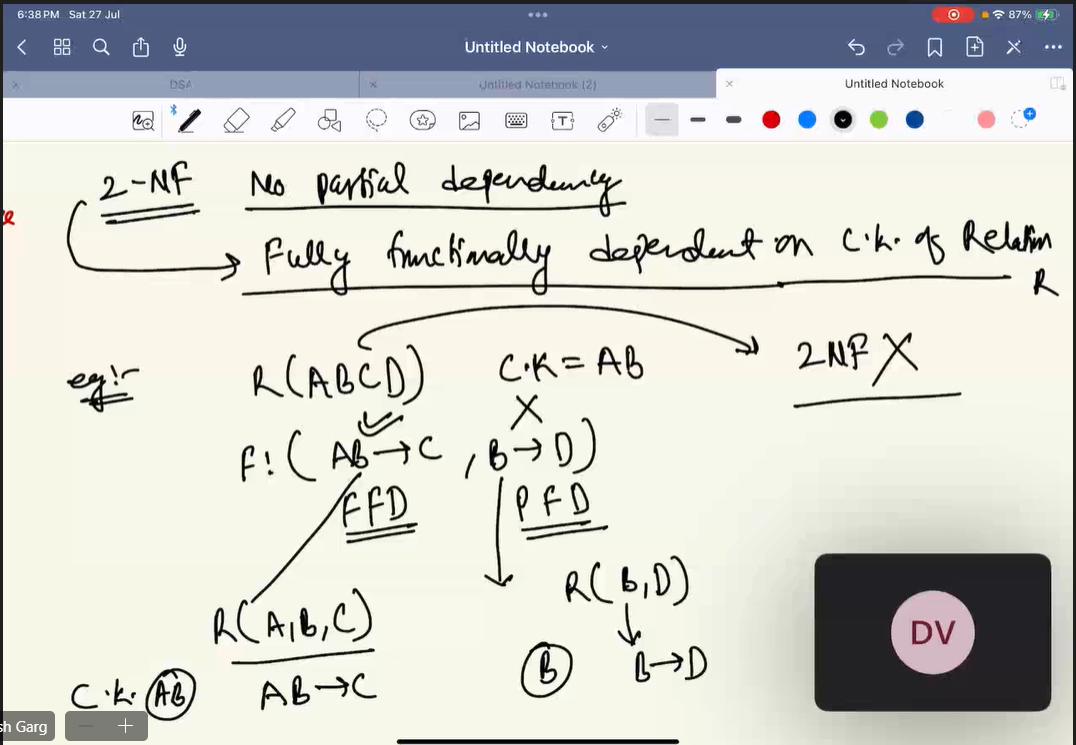 6:38 PM Sat 27 Jul
87%
Untitled Notebook
DSA
Untitled Notebook (2)
Untitled Notebook
T
2-NF No partial dependency
e
Fully functionally dependent on C.K. of Relation
R
eg:- R(ABCD) C.K = AB 2NF X
X
F: ( AB → C , B → D )
FFD PFD
R(B,D)
R(A,B,C)
B B → D
C.K. AB AB → C
DV
sh Garg